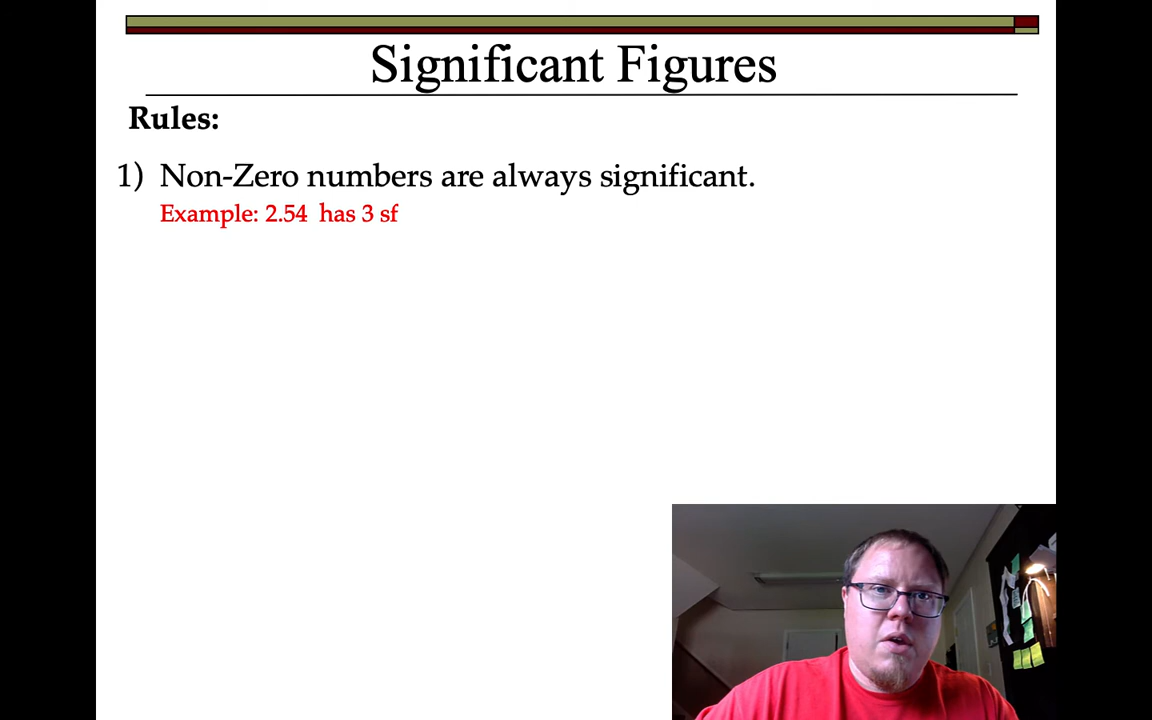 Significant Figures
Rules:
1) Non-Zero numbers are always significant.
Example: 2.54 has 3 sf